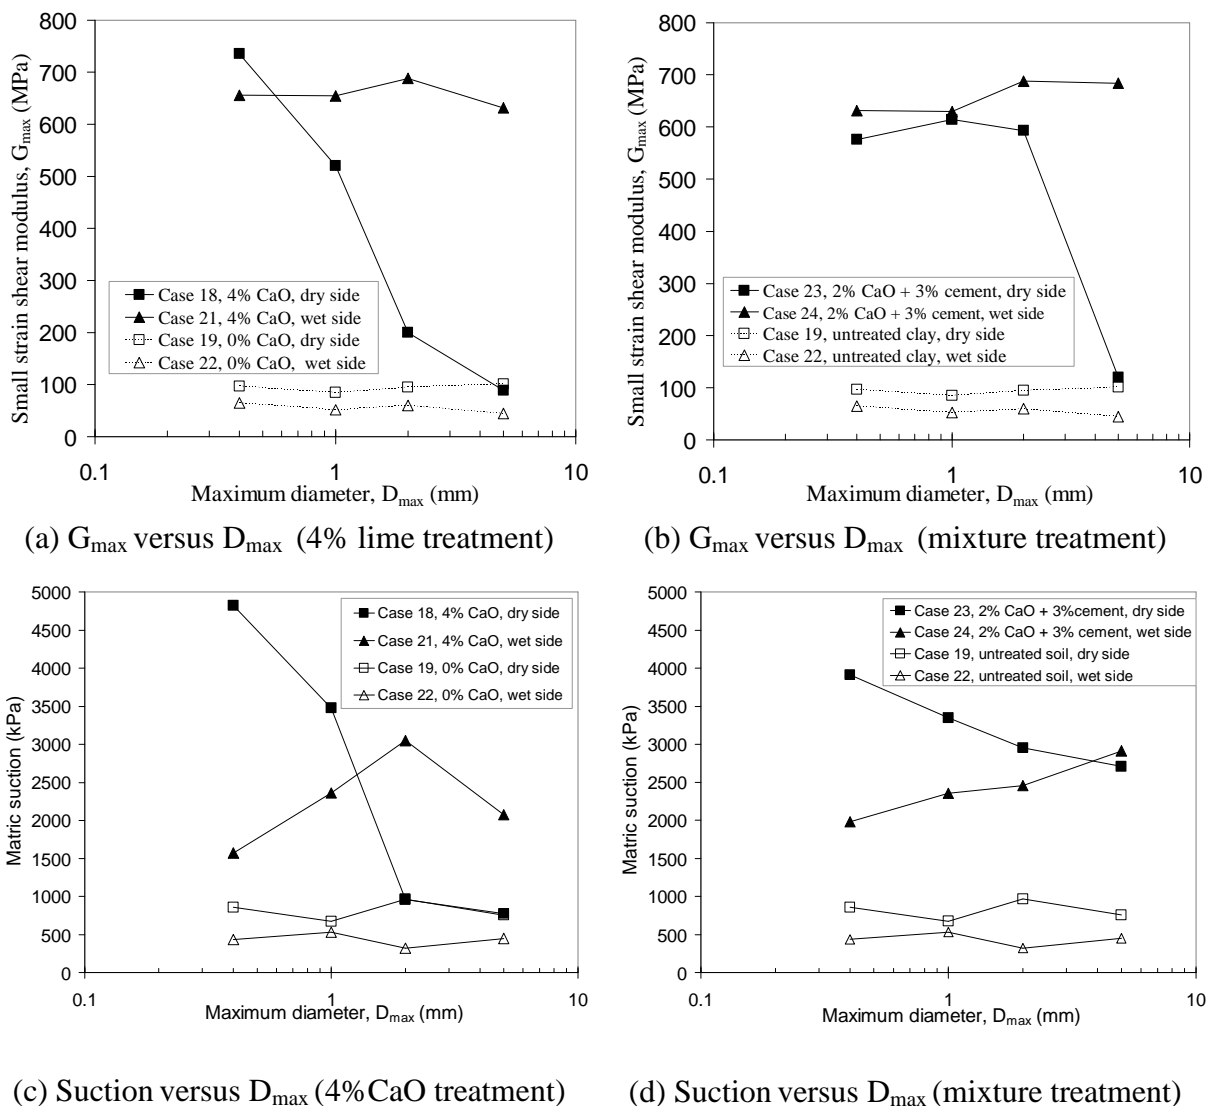 800
700
600
500
400
300
200
100
0
Small strain shear modulus, Gmax (MPa)
Case 18, 4% CaO, dry side
Case 21, 4% CaO, wet side
Case 19, 0% CaO, dry side
Case 22, 0% CaO, wet side
0.1 1 10
Maximum diameter, Dmax (mm)
(a) Gmax versus Dmax (4% lime treatment)
800
700
600
500
400
300
200
100
0
Small strain shear modulus, Gmax (MPa)
Case 23, 2% CaO + 3% cement, dry side
Case 24, 2% CaO + 3% cement, wet side
Case 19, untreated clay, dry side
Case 22, untreated clay, wet side
0.1 1 10
Maximum diameter, Dmax (mm)
(b) Gmax versus Dmax (mixture treatment)
5000
4500
4000
3500
3000
2500
2000
1500
1000
500
0
Matric suction (kPa)
Case 18, 4% CaO, dry side
Case 21, 4% CaO, wet side
Case 19, 0% CaO, dry side
Case 22, 0% CaO, wet side
0.1 1 10
Maximum diameter, Dmax (mm)
(c) Suction versus Dmax (4%CaO treatment)
5000
4500
4000
3500
3000
2500
2000
1500
1000
500
0
Matric suction (kPa)
Case 23, 2% CaO + 3%cement, dry side
Case 24, 2% CaO + 3% cement, wet side
Case 19, untreated soil, dry side
Case 22, untreated soil, wet side
0.1 1 10
Maximum diameter, Dmax (mm)
(d) Suction versus Dmax (mixture treatment)